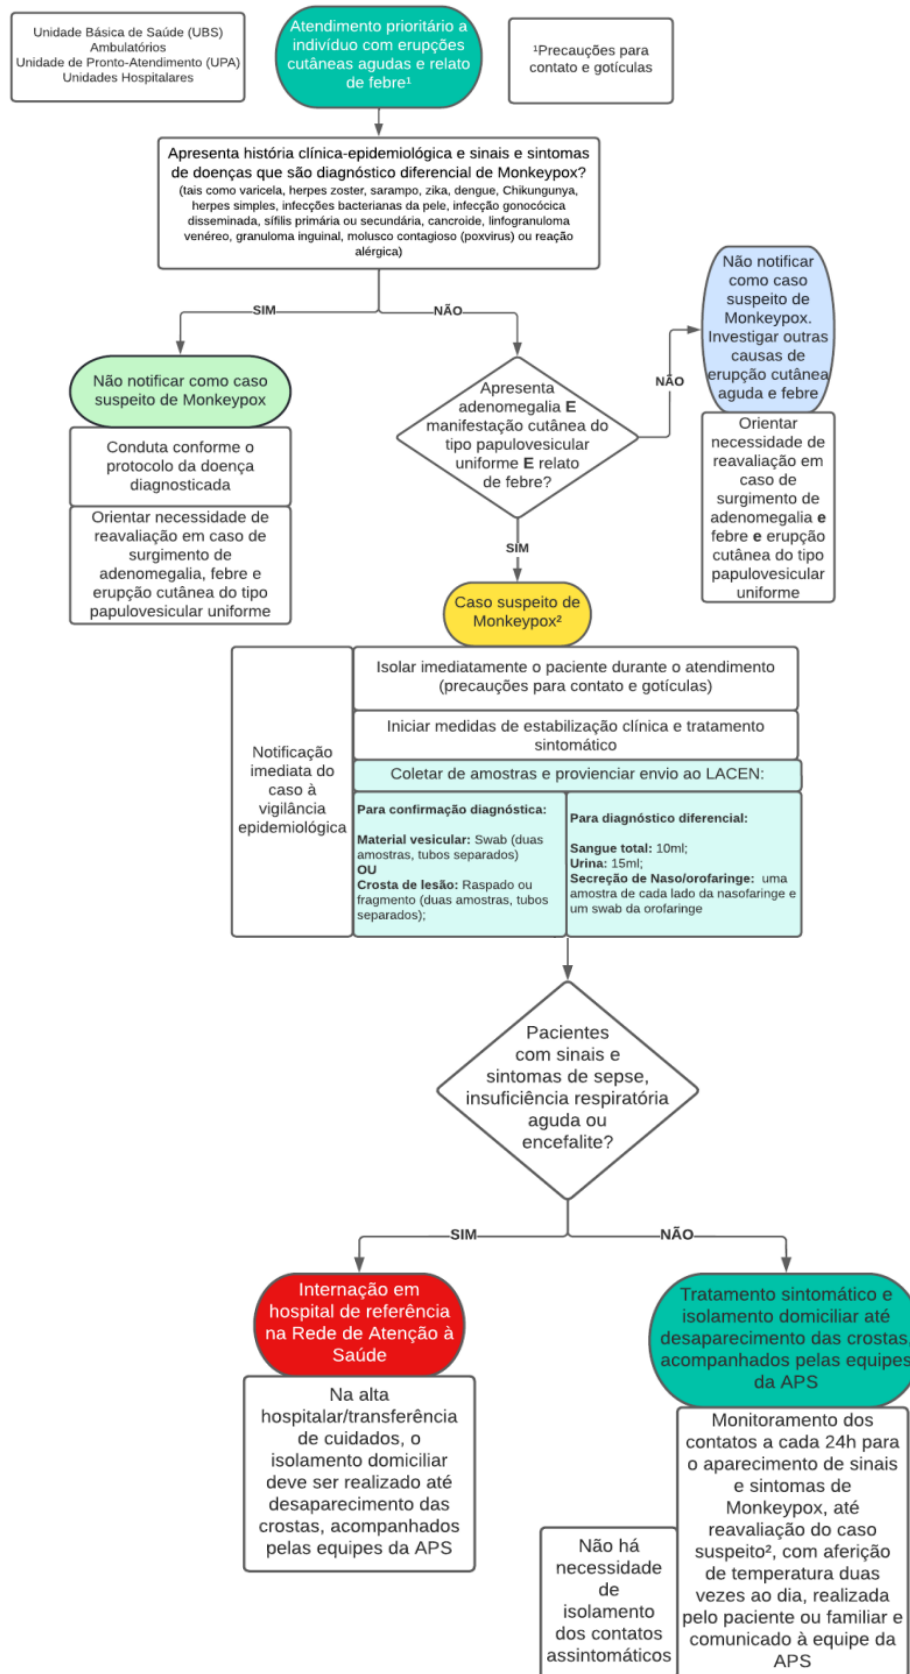 Unidade Básica de Saúde (UBS)
Ambulatórios
Unidade de Pronto-Atendimento (UPA)
Unidades Hospitalares
Atendimento prioritário a
indivíduo com erupções
cutâneas agudas e relato
de febre¹
¹Precauções para
contato e gotículas
Apresenta história clínica-epidemiológica e sinais e sintomas
de doenças que são diagnóstico diferencial de Monkeypox?
(tais como varicela, herpes zoster, sarampo, zika, dengue, Chikungunya,
herpes simples, infecções bacterianas da pele, infecção gonocócica
disseminada, sífilis primária ou secundária, cancroide, linfogranuloma
venéreo, granuloma inguinal, molusco contagioso (poxvirus) ou reação
alérgica)
SIM
NÃO
Não notificar como caso
suspeito de Monkeypox
Conduta conforme o
protocolo da doença
diagnosticada
Orientar necessidade de
reavaliação em caso de
surgimento de
adenomegalia, febre e
erupção cutânea do tipo
papulovesicular uniforme
Apresenta
adenomegalia E
manifestação cutânea do
tipo papulovesicular
uniforme E relato
de febre?
NÃO
Não notificar
como caso
suspeito de
Monkeypox.
Investigar outras
causas de
erupção cutânea
aguda e febre
Orientar
necessidade de
reavaliação em
caso de
surgimento de
adenomegalia e
febre e erupção
cutânea do tipo
papulovesicular
uniforme
SIM
Caso suspeito de
Monkeypox²
Notificação
imediata do
caso à
vigilância
epidemiológica
Isolar imediatamente o paciente durante o atendimento
(precauções para contato e gotículas)
Iniciar medidas de estabilização clínica e tratamento
sintomático
Coletar de amostras e provienciar envio ao LACEN:
Para confirmação diagnóstica:
Material vesicular: Swab (duas
amostras, tubos separados)
OU
Crosta de lesão: Raspado ou
fragmento (duas amostras, tubos
separados);
Para diagnóstico diferencial:
Sangue total: 10ml;
Urina: 15ml;
Secreção de Naso/orofaringe: uma
amostra de cada lado da nasofaringe e
um swab da orofaringe
Pacientes
com sinais e
sintomas de sepse,
insuficiência respiratória
aguda ou
encefalite?
SIM
NÃO
Internação em
hospital de referência
na Rede de Atenção à
Saúde
Na alta
hospitalar/transferência
de cuidados, o
isolamento domiciliar
deve ser realizado até
desaparecimento das
crostas, acompanhados
pelas equipes da APS
Tratamento sintomático e
isolamento domiciliar até
desaparecimento das crostas,
acompanhados pelas equipes
da APS
Não há
necessidade
de
isolamento
dos contatos
assintomáticos
Monitoramento dos
contatos a cada 24h para
o aparecimento de sinais
e sintomas de
Monkeypox, até
reavaliação do caso
suspeito², com aferição
de temperatura duas
vezes ao dia, realizada
pelo paciente ou familiar e
comunicado à equipe da
APS